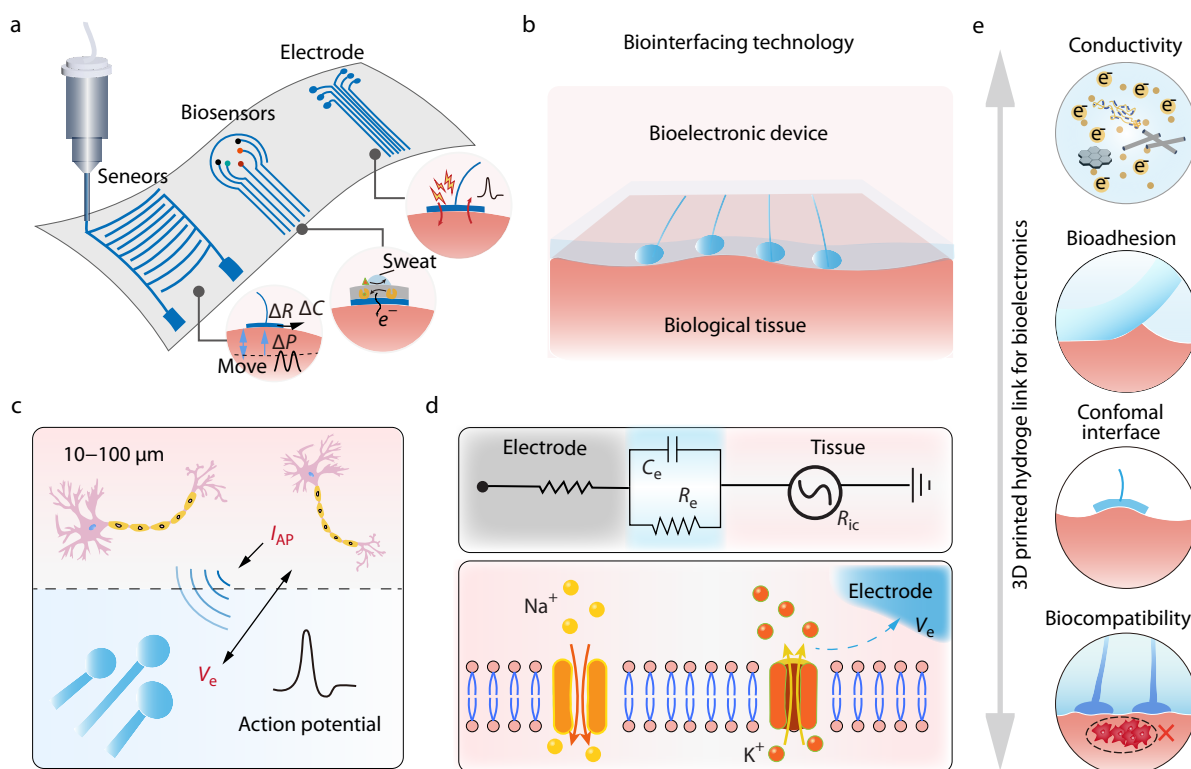 a
Electrode
Biosensors
Seneors
Sweat
e⁻
ΔR ΔC
ΔP
Move
b
Biointerfacing technology
Bioelectronic device
Biological tissue
c
10–100 μm
I_AP
V_e
Action potential
d
Electrode
Tissue
C_e
R_e
R_ic
Na⁺
Electrode
V_e
K⁺
e
3D printed hydroge link for bioelectronics
Conductivity
e⁻
e⁻
e⁻
e⁻
e⁻
e⁻
e⁻
Bioadhesion
Confomal
interface
Biocompatibility